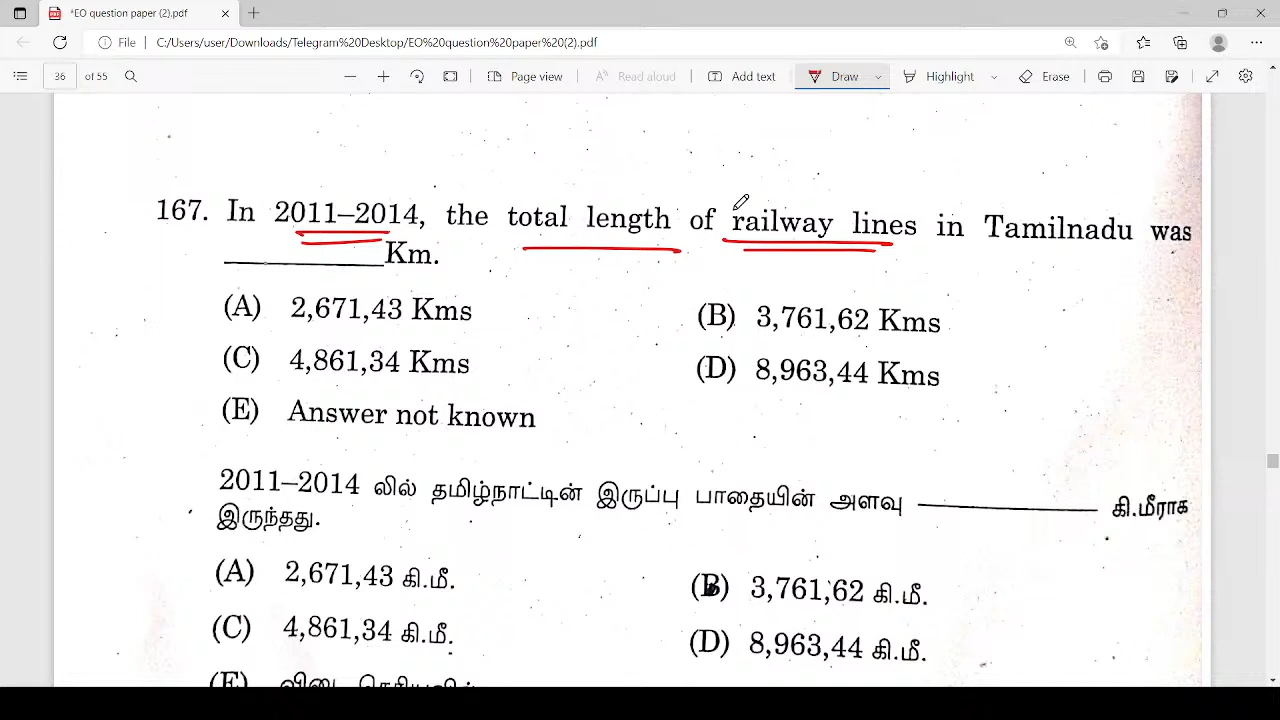 *EO question paper (2).pdf
File
C:/Users/user/Downloads/Telegram%20Desktop/EO%20question%20paper%20(2).pdf
36 of 55
Page view
Read aloud
Add text
Draw
Highlight
Erase
167. In 2011–2014, the total length of railway lines in Tamilnadu was
____________Km.
(A) 2,671,43 Kms
(B) 3,761,62 Kms
(C) 4,861,34 Kms
(D) 8,963,44 Kms
(E) Answer not known
2011–2014 லில் தமிழ்நாட்டின் இருப்பு பாதையின் அளவு ____________ கி.மீராக
இருந்தது.
(A) 2,671,43 கி.மீ.
(B) 3,761,62 கி.மீ.
(C) 4,861,34 கி.மீ.
(D) 8,963,44 கி.மீ.
(E)